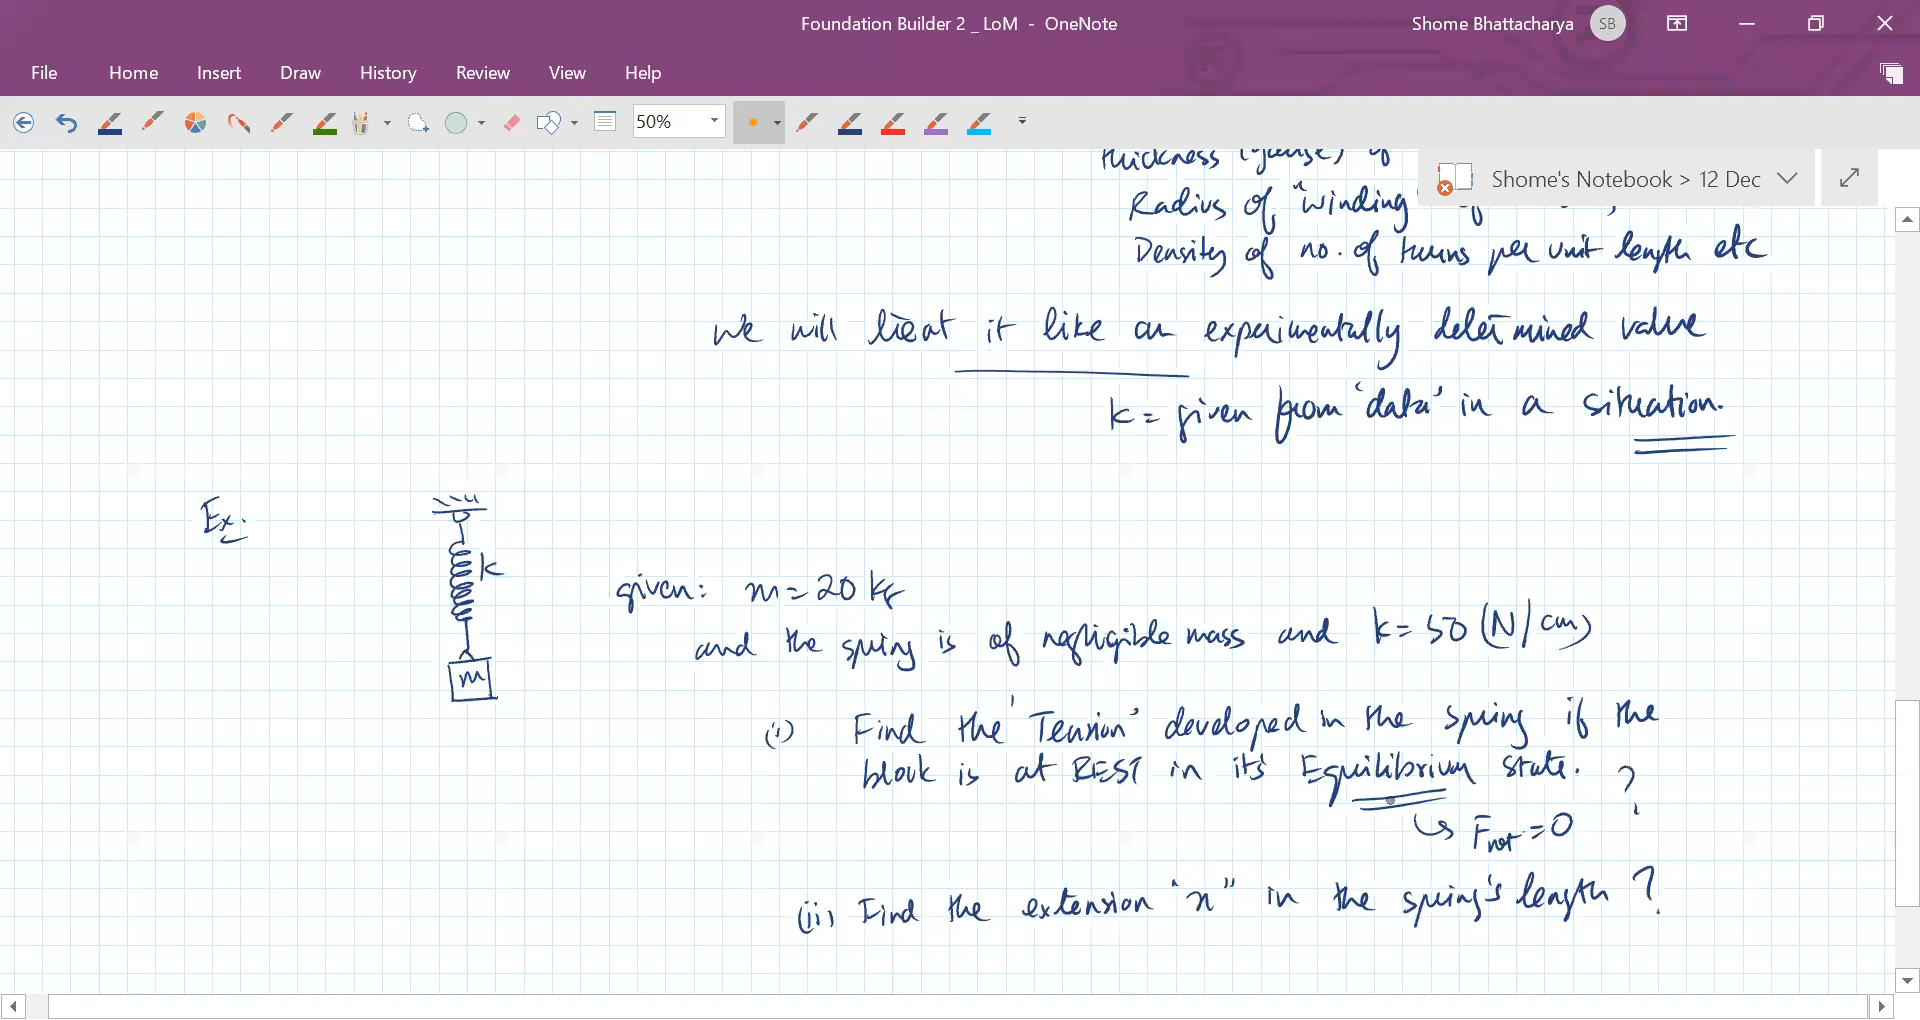 Foundation Builder 2 _ LoM - OneNote
Shome Bhattacharya SB
File Home Insert Draw History Review View Help
50%
Shome's Notebook > 12 Dec
thickness (gauge) of
Radius of "winding
Density of no. of turns per unit length etc
We will treat it like an experimentally determined value
k = given from 'data' in a situation.
Ex.
k
m
given: m = 20 kg
and the spring is of negligible mass and k = 50 (N/cm)
(i) Find the 'Tension' developed in the spring if the
block is at REST in its Equilibrium state. ?
↳ Fnet = 0
(ii) Find the extension "x" in the spring's length ?